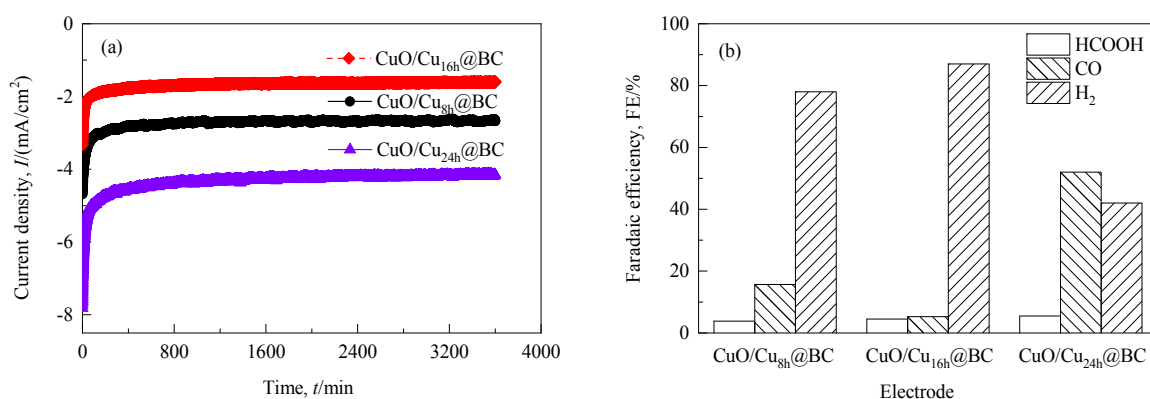 (a)
CuO/Cu16h@BC
CuO/Cu8h@BC
CuO/Cu24h@BC
0
-2
-4
-6
-8
Current density, I/(mA/cm²)
0 800 1600 2400 3200 4000
Time, t/min
(b)
HCOOH
CO
H₂
100
80
60
40
20
0
Faradaic efficiency, FE/%
CuO/Cu8h@BC CuO/Cu16h@BC CuO/Cu24h@BC
Electrode